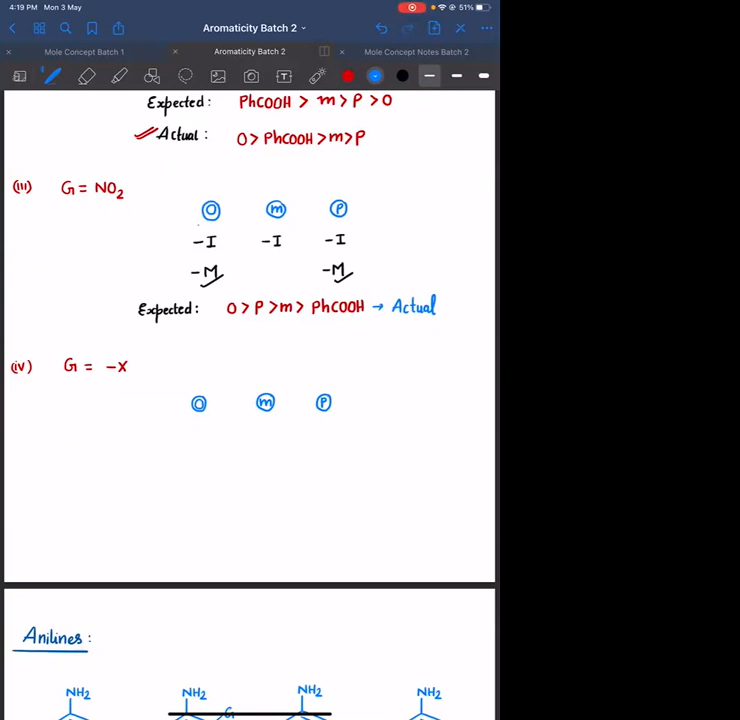 4:19 PM Mon 3 May 51%
Aromaticity Batch 2
Mole Concept Batch 1 Aromaticity Batch 2 Mole Concept Notes Batch 2
Expected: PhCOOH > m > P > O
Actual: O > PhCOOH > m > P
(iii) G = NO2
O m P
-I -I -I
-M -M
Expected: O > P > m > PhCOOH → Actual
(iv) G = -X
O m P
Anilines:
NH2 NH2 NH2 NH2
G